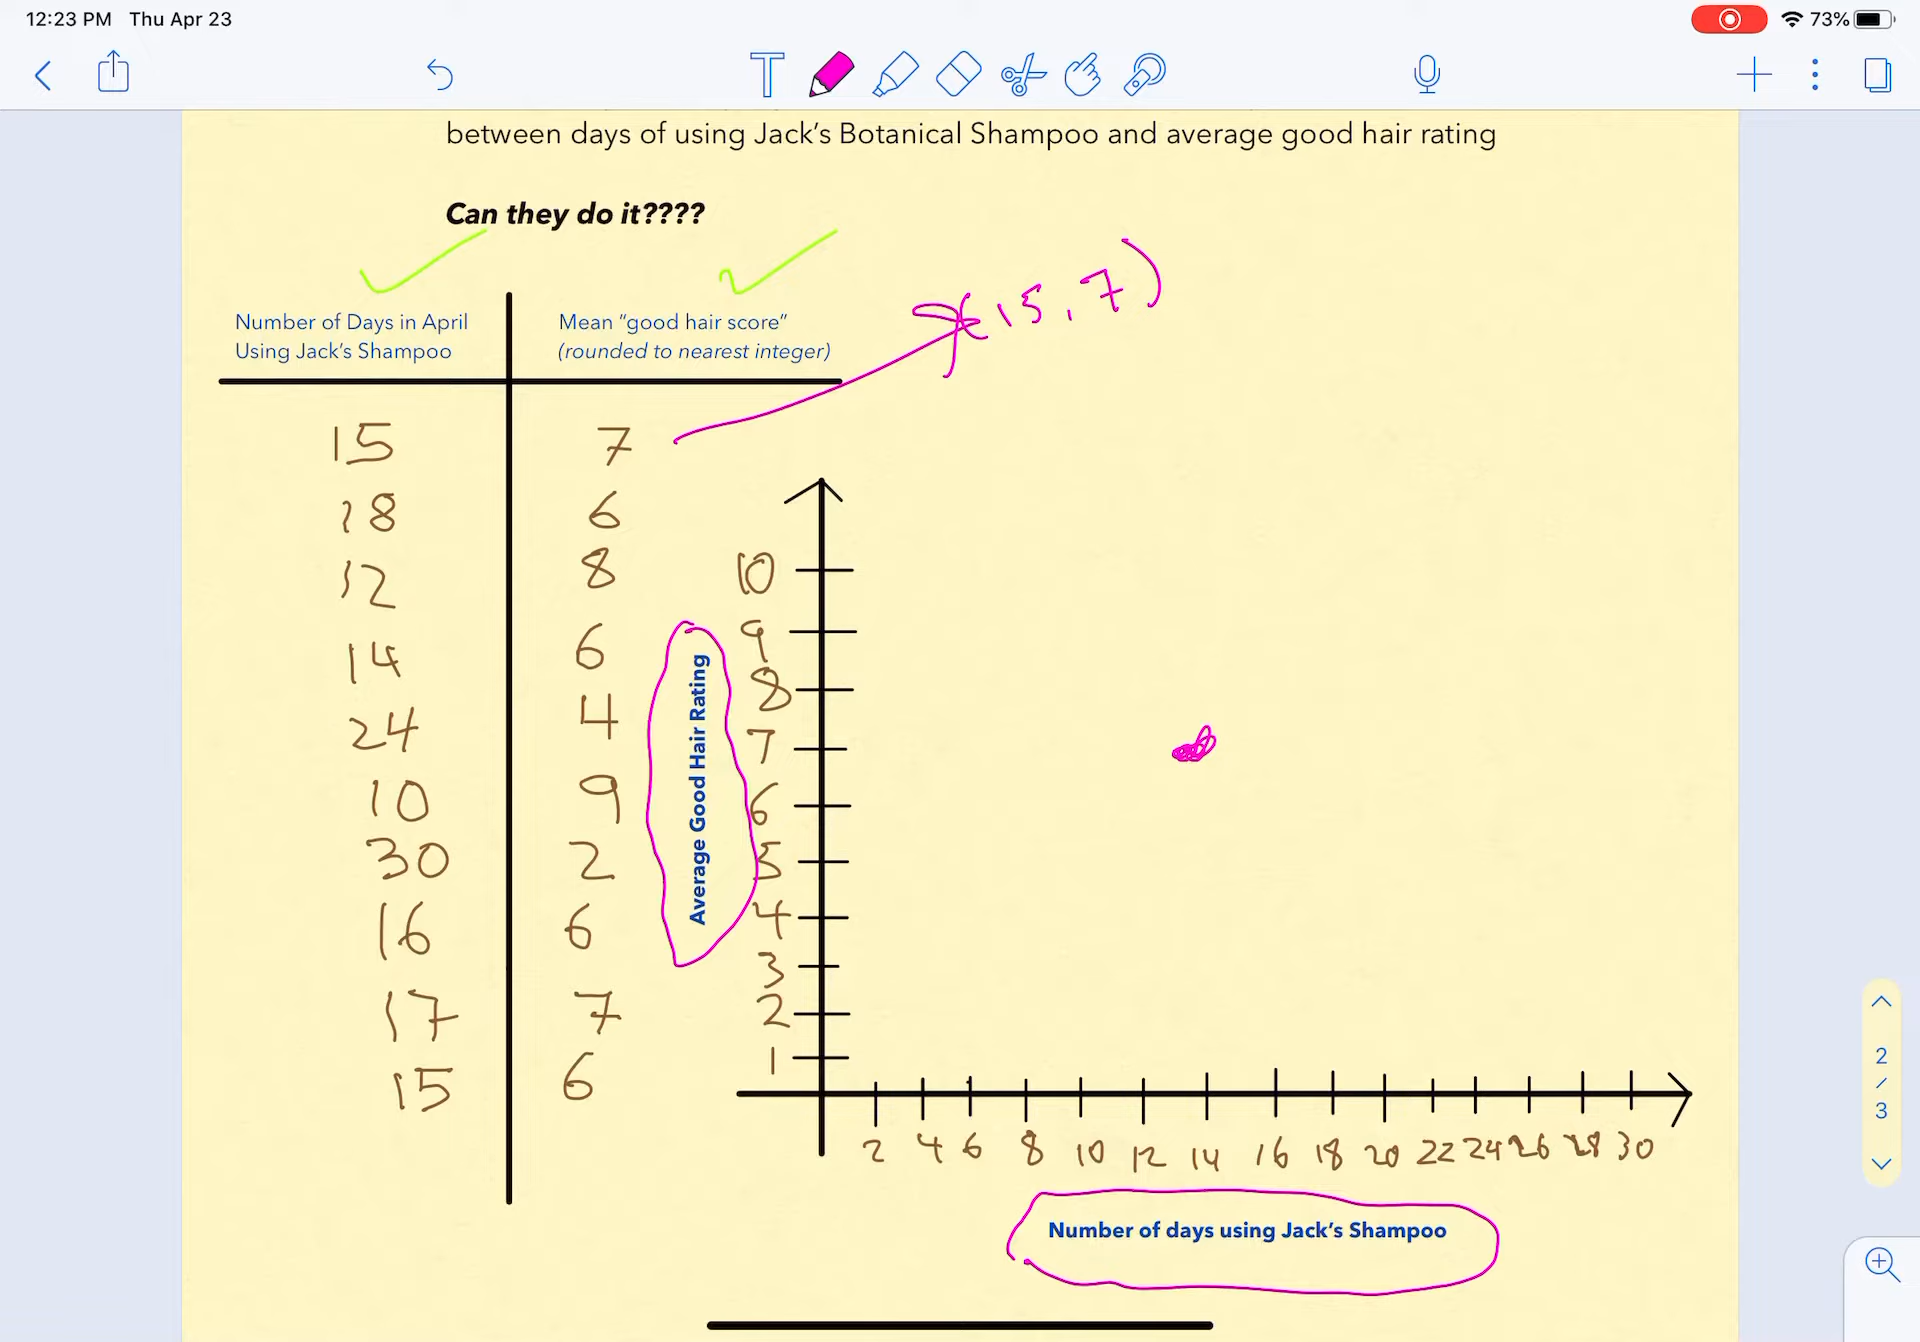 12:23 PM Thu Apr 23
73%
T
between days of using Jack's Botanical Shampoo and average good hair rating
Can they do it????
(15, 7)
Number of Days in April
Using Jack's Shampoo
Mean "good hair score"
(rounded to nearest integer)
15 7
18 6
12 8
14 6
24 4
10 9
30 2
16 6
17 7
15 6
Average Good Hair Rating
10
9
8
7
6
5
4
3
2
1
2 4 6 8 10 12 14 16 18 20 22 24 26 28 30
Number of days using Jack's Shampoo
2
/
3